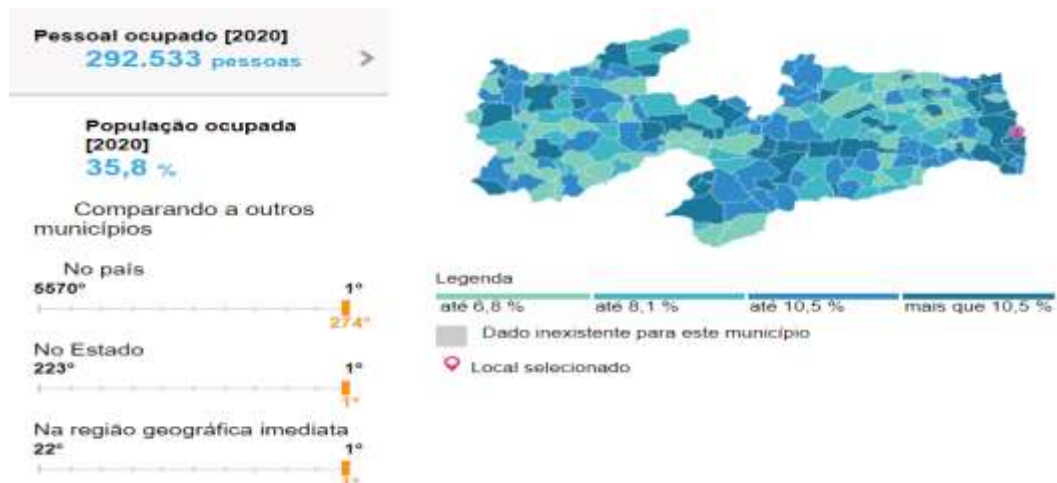 Pessoal ocupado [2020]
292.533 pessoas
População ocupada
[2020]
35,8 %
Comparando a outros
municípios
No país
5570º 1º
274º
No Estado
223º 1º
1º
Na região geográfica imediata
22º 1º
1º
Legenda
até 6,8 % até 8,1 % até 10,5 % mais que 10,5 %
Dado inexistente para este município
Local selecionado